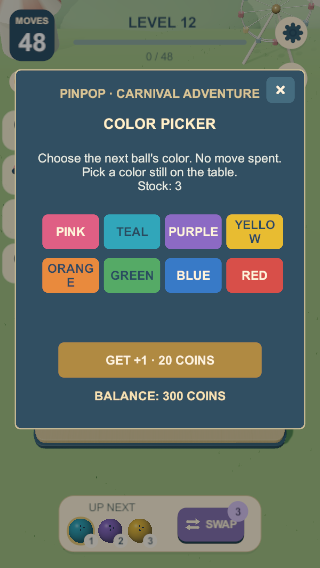 MOVES
48
LEVEL 12
0 / 48
PINPOP · CARNIVAL ADVENTURE
×
COLOR PICKER
Choose the next ball's color. No move spent.
Pick a color still on the table.
Stock: 3
PINK
TEAL
PURPLE
YELLO
W
ORANG
E
GREEN
BLUE
RED
GET +1 · 20 COINS
BALANCE: 300 COINS
UP NEXT
1
2
3
SWAP
3